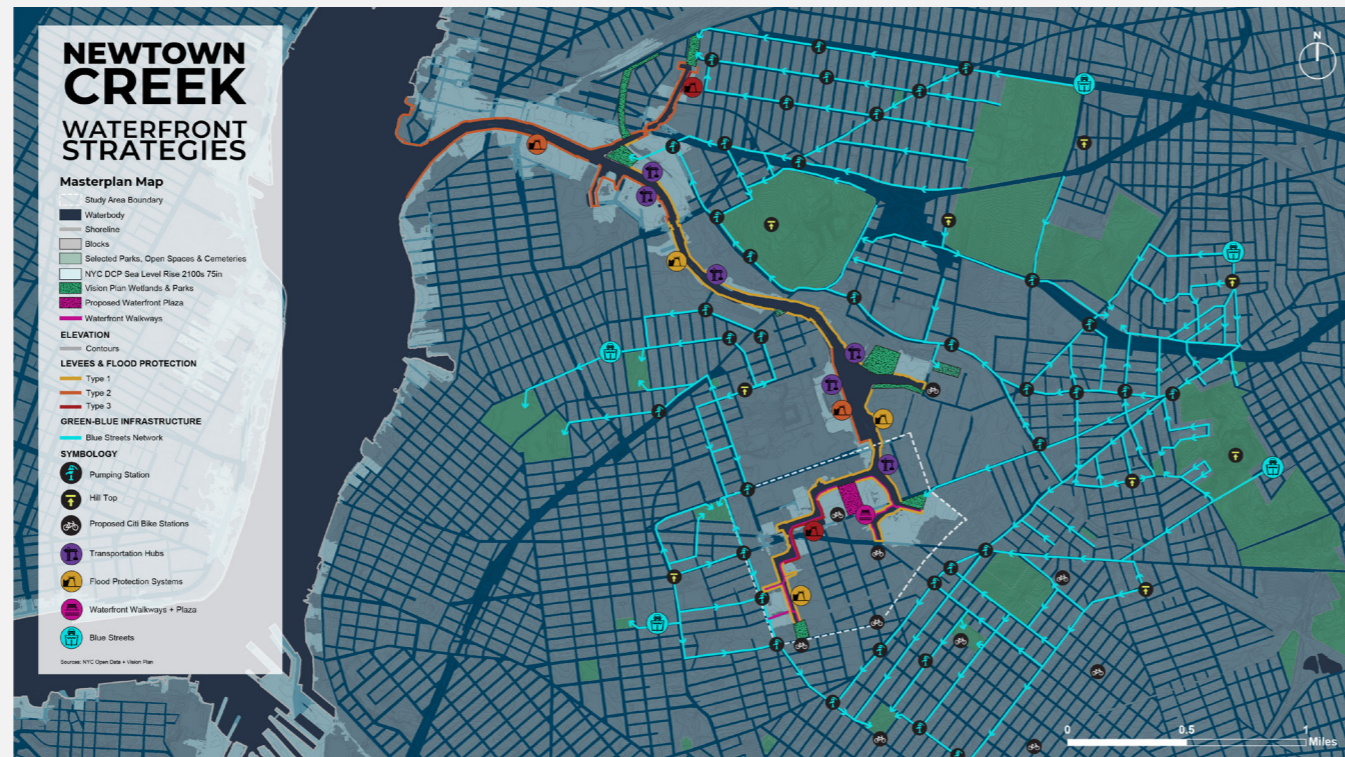 NEWTOWN
CREEK
WATERFRONT
STRATEGIES
Masterplan Map
Study Area Boundary
Waterbody
Shoreline
Blocks
Selected Parks, Open Spaces & Cemeteries
NYC DCP Sea Level Rise 2100s 75in
Vision Plan Wetlands & Parks
Proposed Waterfront Plaza
Waterfront Walkways
ELEVATION
Contours
LEVEES & FLOOD PROTECTION
Type 1
Type 2
Type 3
GREEN-BLUE INFRASTRUCTURE
Blue Streets Network
SYMBOLOGY
Pumping Station
Hill Top
Proposed Citi Bike Stations
Transportation Hubs
Flood Protection Systems
Waterfront Walkways + Plaza
Blue Streets
Sources: NYC Open Data + Vision Plan
N
0 0.5 1
Miles